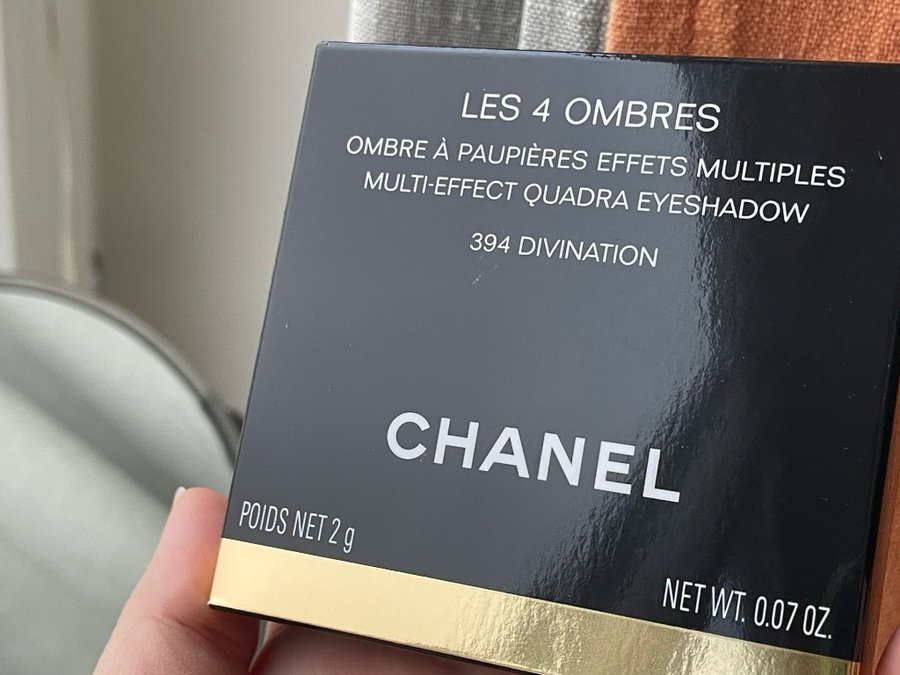 LES 4 OMBRES
OMBRE À PAUPIÈRES EFFETS MULTIPLES
MULTI-EFFECT QUADRA EYESHADOW
394 DIVINATION
CHANEL
POIDS NET 2 g
NET WT. 0.07 OZ.